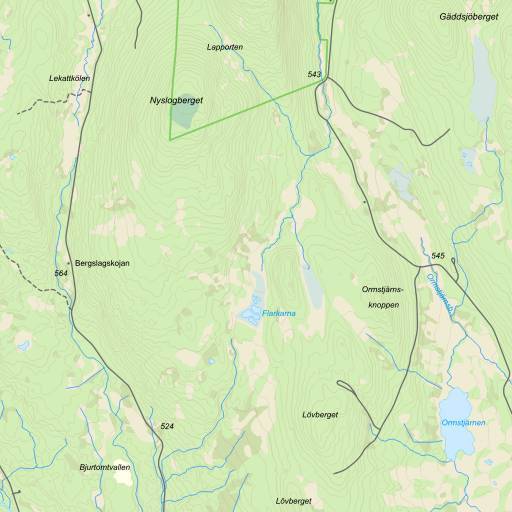 Gäddsjöberget
Lapporten
543
Lekattkölen
Nyslogberget
545
Bergslagskojan
564
Ormstjärns-
knoppen
Flarkarna
Lövberget
Ormstjärnen
524
Bjurtomtvallen
Lövberget